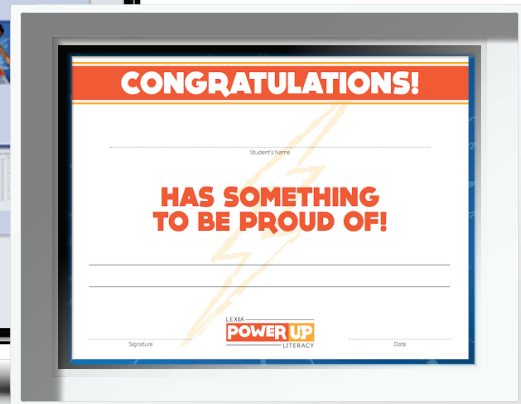 CONGRATULATIONS!
Student's Name
HAS SOMETHING
TO BE PROUD OF!
LEXIA
POWER UP
LITERACY
Signature
Date